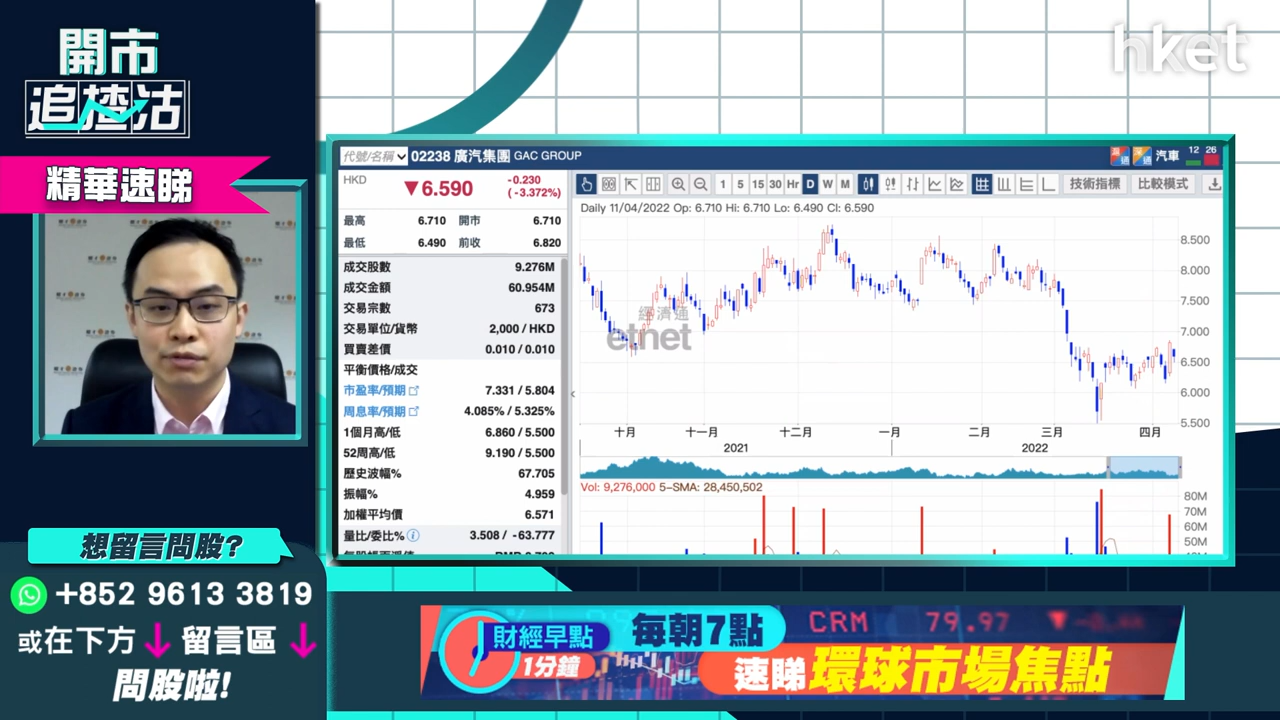 hket
開市
追揸沽
精華速睇
想留言問股?
+852 9613 3819
或在下方↓留言區↓
問股啦!
代號/名稱 02238 廣汽集團 GAC GROUP
滬通 深通 汽車 12 26
HKD ▼6.590 -0.230
(-3.372%)
最高 6.710 開市 6.710
最低 6.490 前收 6.820
成交股數 9.276M
成交金額 60.954M
交易宗數 673
交易單位/貨幣 2,000 / HKD
買賣差價 0.010 / 0.010
平衡價格/成交
市盈率/預期 7.331 / 5.804
周息率/預期 4.085% / 5.325%
1個月高/低 6.860 / 5.500
52周高/低 9.190 / 5.500
歷史波幅% 67.705
振幅% 4.959
加權平均價 6.571
量比/委比% 3.508 / -63.777
1 5 15 30 Hr D W M 技術指標 比較模式
Daily 11/04/2022 Op: 6.710 Hi: 6.710 Lo: 6.490 Cl: 6.590
經濟通
etnet
8.500
8.000
7.500
7.000
6.500
6.000
5.500
十月 十一月 十二月 一月 二月 三月 四月
2021 2022
Vol: 9,276,000 5-SMA: 28,450,502
80M
70M
60M
50M
財經早點
1分鐘
每朝7點
速睇環球市場焦點
CRM 79.97